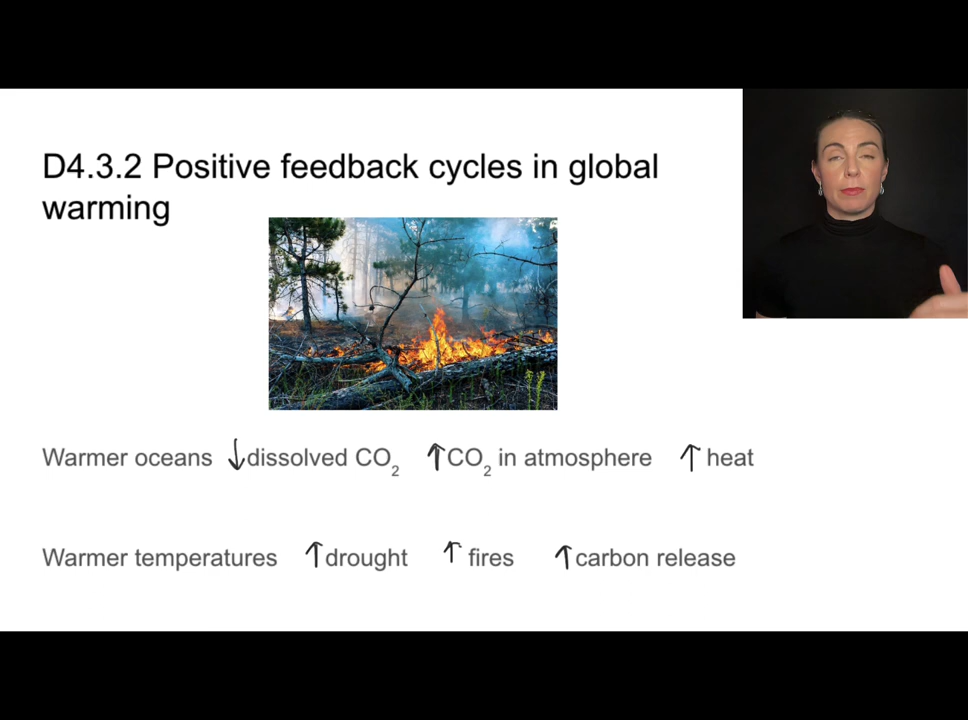 D4.3.2 Positive feedback cycles in global
warming
Warmer oceans ↓dissolved CO₂ ↑CO₂ in atmosphere ↑ heat
Warmer temperatures ↑drought ↑ fires ↑carbon release